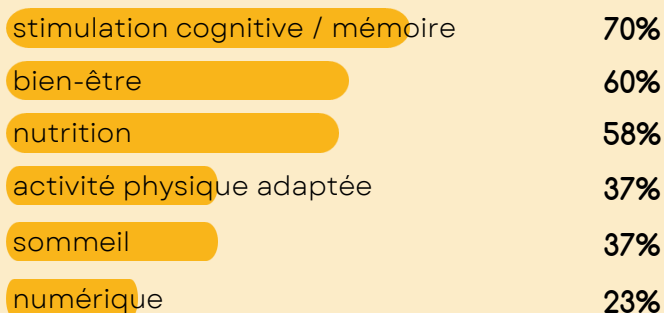 stimulation cognitive / mémoire 70%
bien-être 60%
nutrition 58%
activité physique adaptée 37%
sommeil 37%
numérique 23%